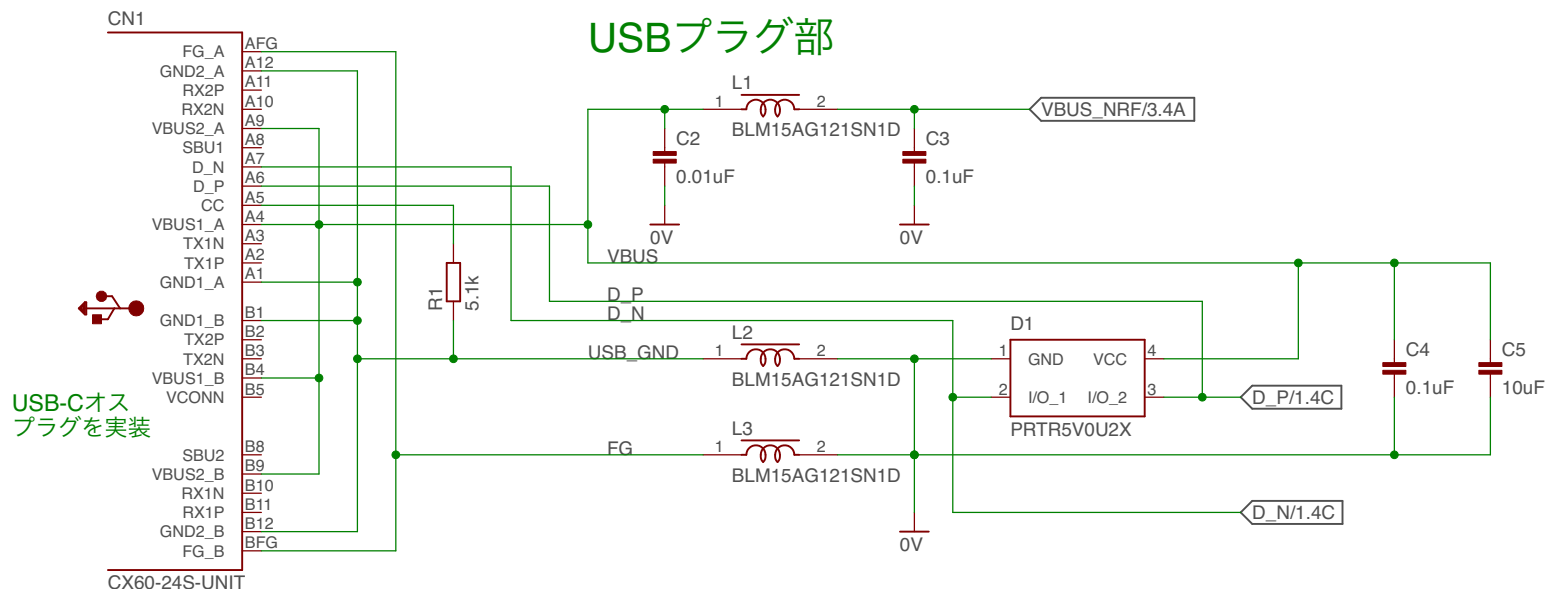 CN1
USBプラグ部
FG_A AFG
GND2_A A12
RX2P A11
RX2N A10
VBUS2_A A9
SBU1 A8
D_N A7
D_P A6
CC A5
VBUS1_A A4
TX1N A3
TX1P A2
GND1_A A1
GND1_B B1
TX2P B2
TX2N B3
VBUS1_B B4
VCONN B5
SBU2 B8
VBUS2_B B9
RX1N B10
RX1P B11
GND2_B B12
FG_B BFG
CX60-24S-UNIT
USB-Cオス
プラグを実装
R1
5.1k
L1
1 2
BLM15AG121SN1D
VBUS_NRF/3.4A
C2
0.01uF
0V
C3
0.1uF
0V
VBUS
D_P
D_N
USB_GND
L2
1 2
BLM15AG121SN1D
FG
L3
1 2
BLM15AG121SN1D
0V
D1
1 GND VCC 4
2 I/O_1 I/O_2 3
PRTR5V0U2X
D_P/1.4C
D_N/1.4C
C4
0.1uF
C5
10uF